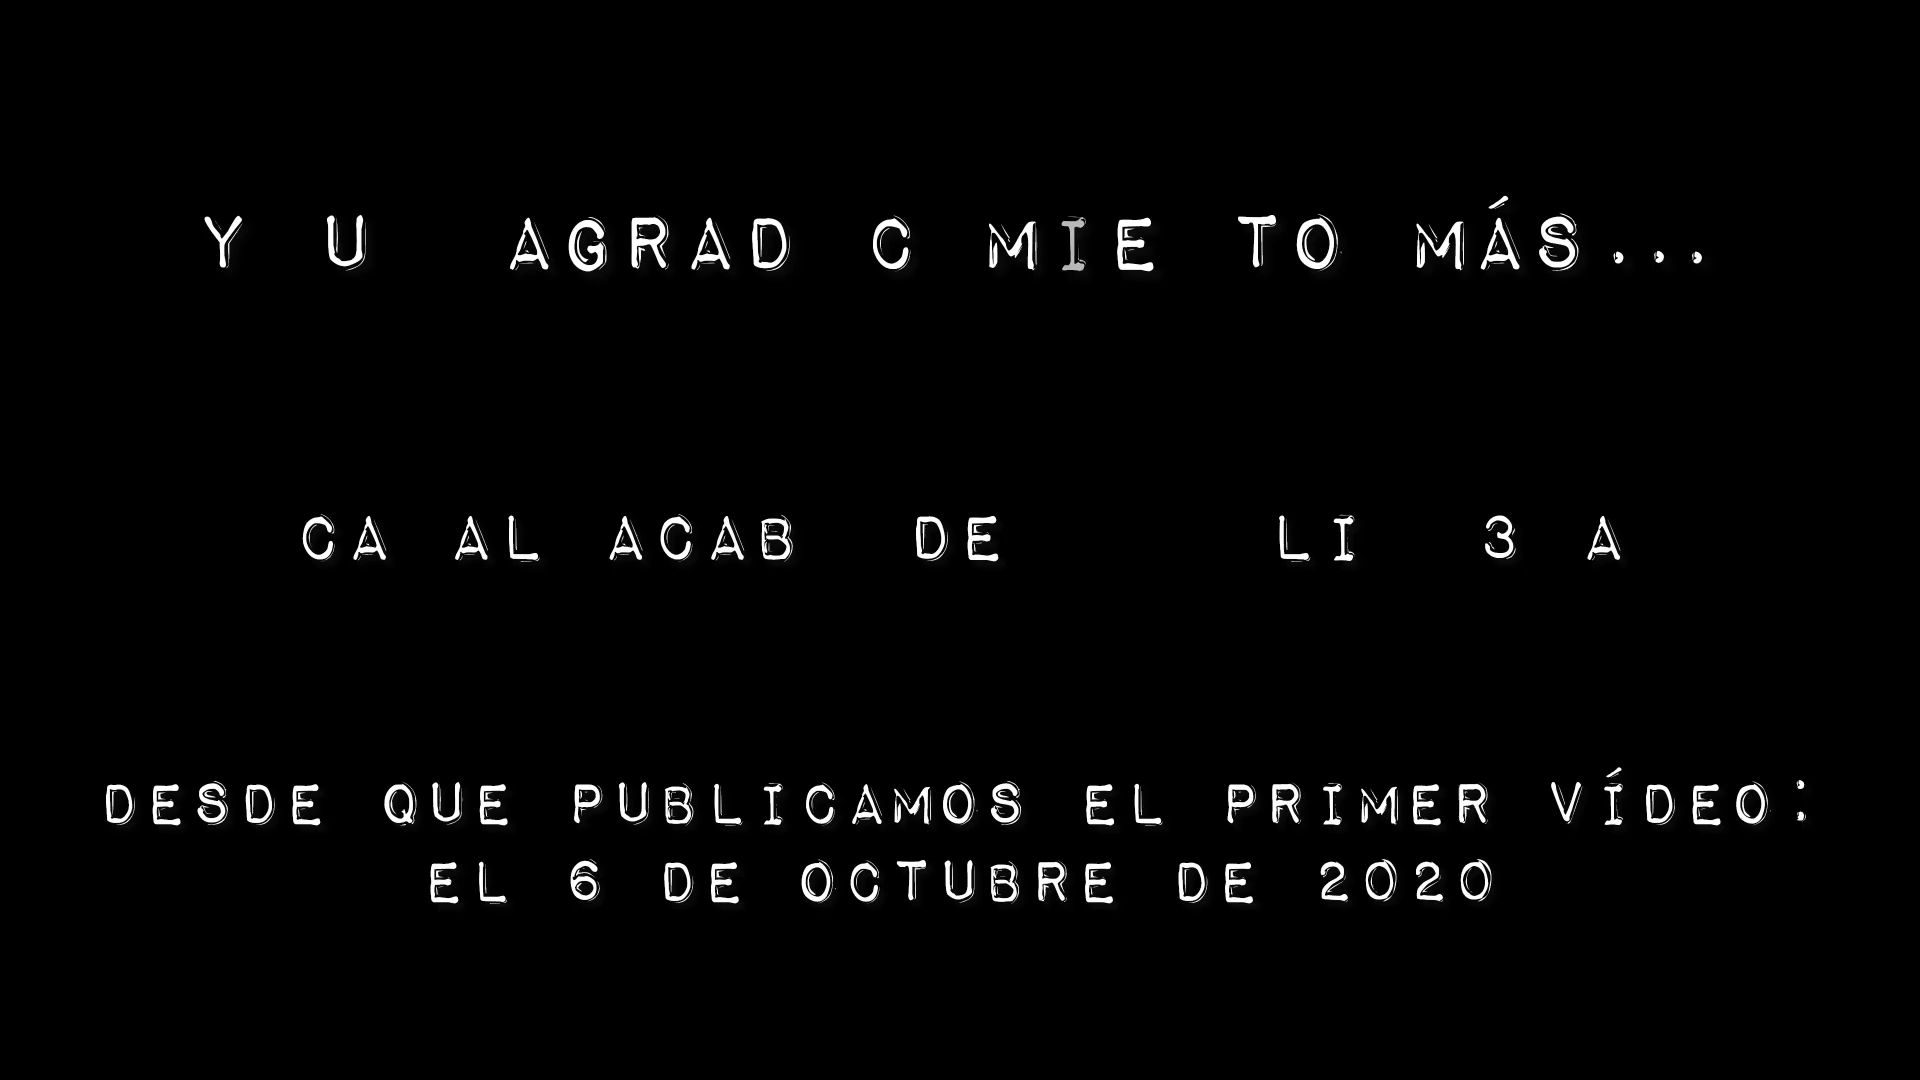 Y U AGRAD C MIE TO MÁS...
CA AL ACAB DE LI 3 A
DESDE QUE PUBLICAMOS EL PRIMER VÍDEO:
EL 6 DE OCTUBRE DE 2020